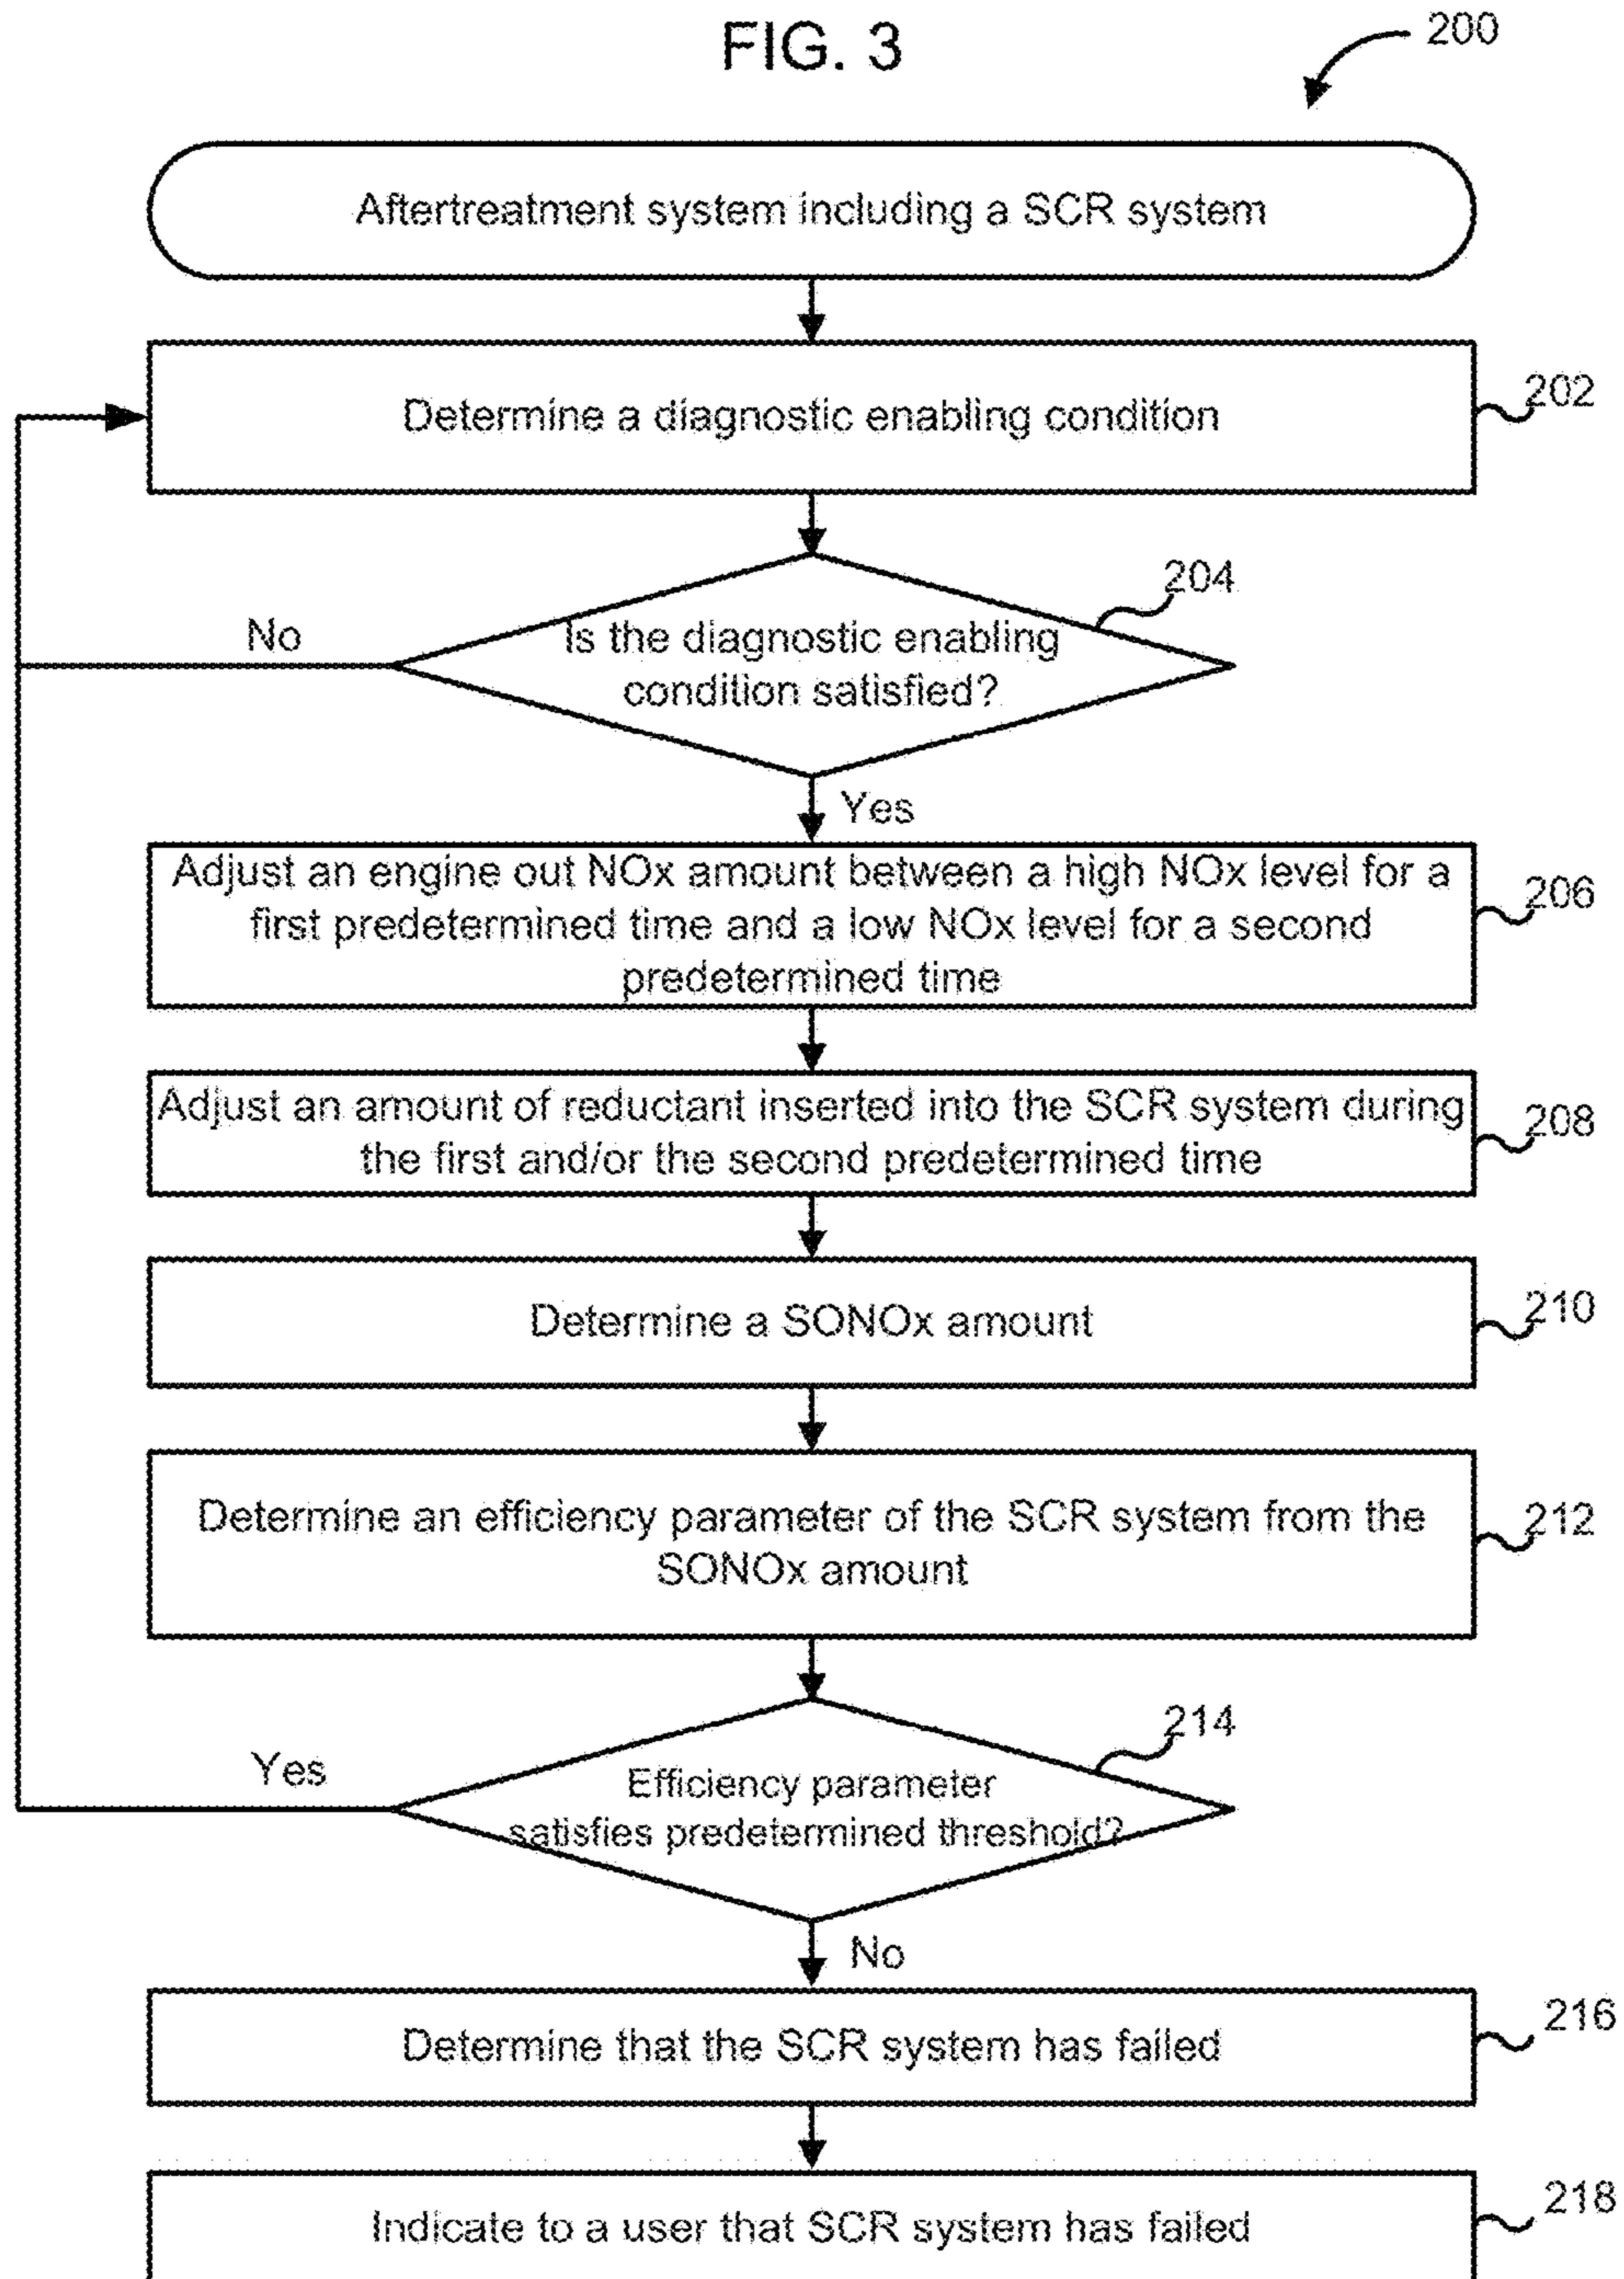 FIG. 3
200
Aftertreatment system including a SCR system
Determine a diagnostic enabling condition
202
204
No
Is the diagnostic enabling
condition satisfied?
Yes
Adjust an engine out NOx amount between a high NOx level for a
first predetermined time and a low NOx level for a second
predetermined time
206
Adjust an amount of reductant inserted into the SCR system during
the first and/or the second predetermined time
208
Determine a SONOx amount
210
Determine an efficiency parameter of the SCR system from the
SONOx amount
212
214
Yes
Efficiency parameter
satisfies predetermined threshold?
No
Determine that the SCR system has failed
216
Indicate to a user that SCR system has failed
218